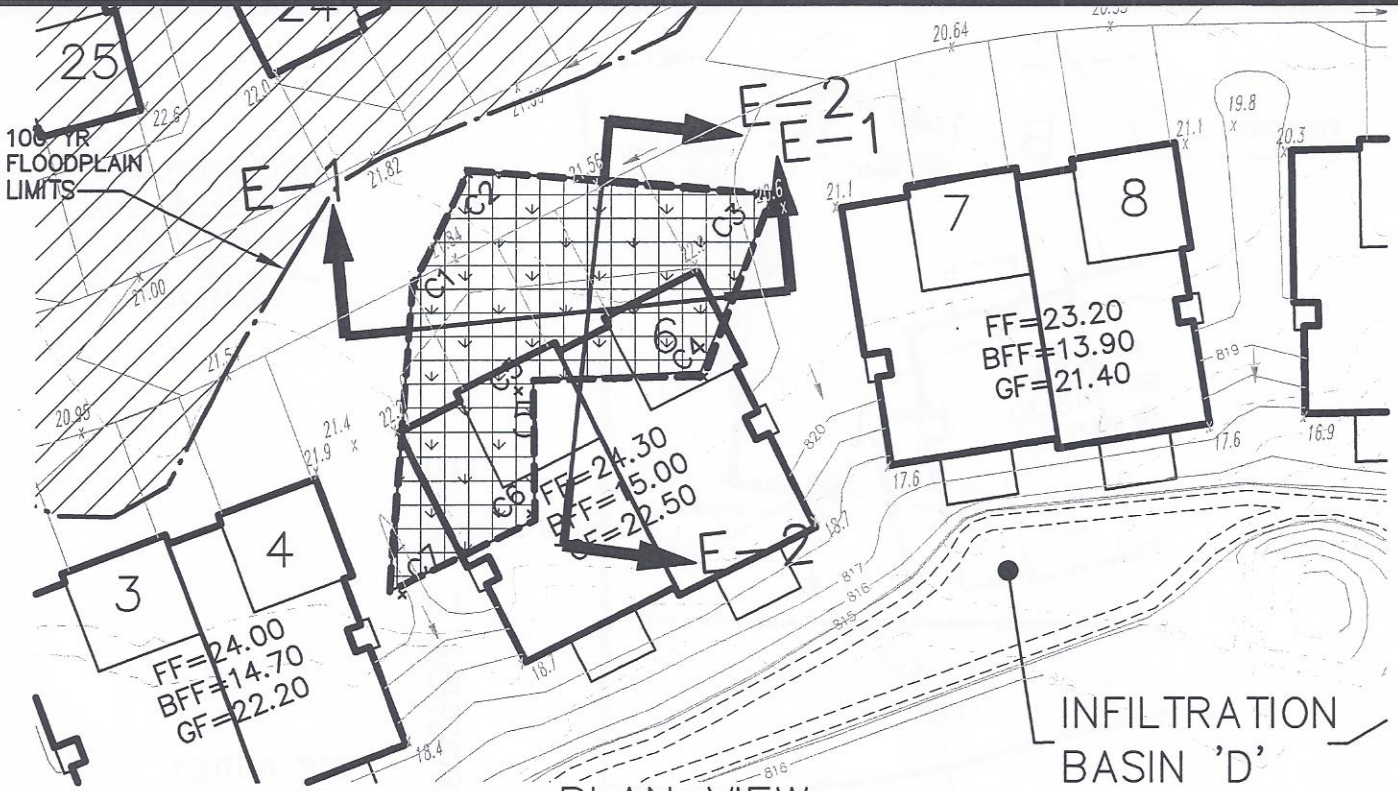 24
25
20.64
22.0
22.6
E-2
E-1
19.8
100 YR
FLOODPLAIN
LIMITS
E-1
21.82
21.56
C2
20.6
C3
21.1
21.1
20.3
7
8
21.00
C1
6
C4
FF=23.20
BFF=13.90
GF=21.40
819
21.5
20.95
21.4
21.9
820
C6
FF=24.30
BFF=15.00
GF=22.50
17.6
17.6
16.9
18.7
E-2
C7
3
4
FF=24.00
BFF=14.70
GF=22.20
817
816
815
18.7
18.4
816
INFILTRATION
BASIN 'D'
PLAN VIEW